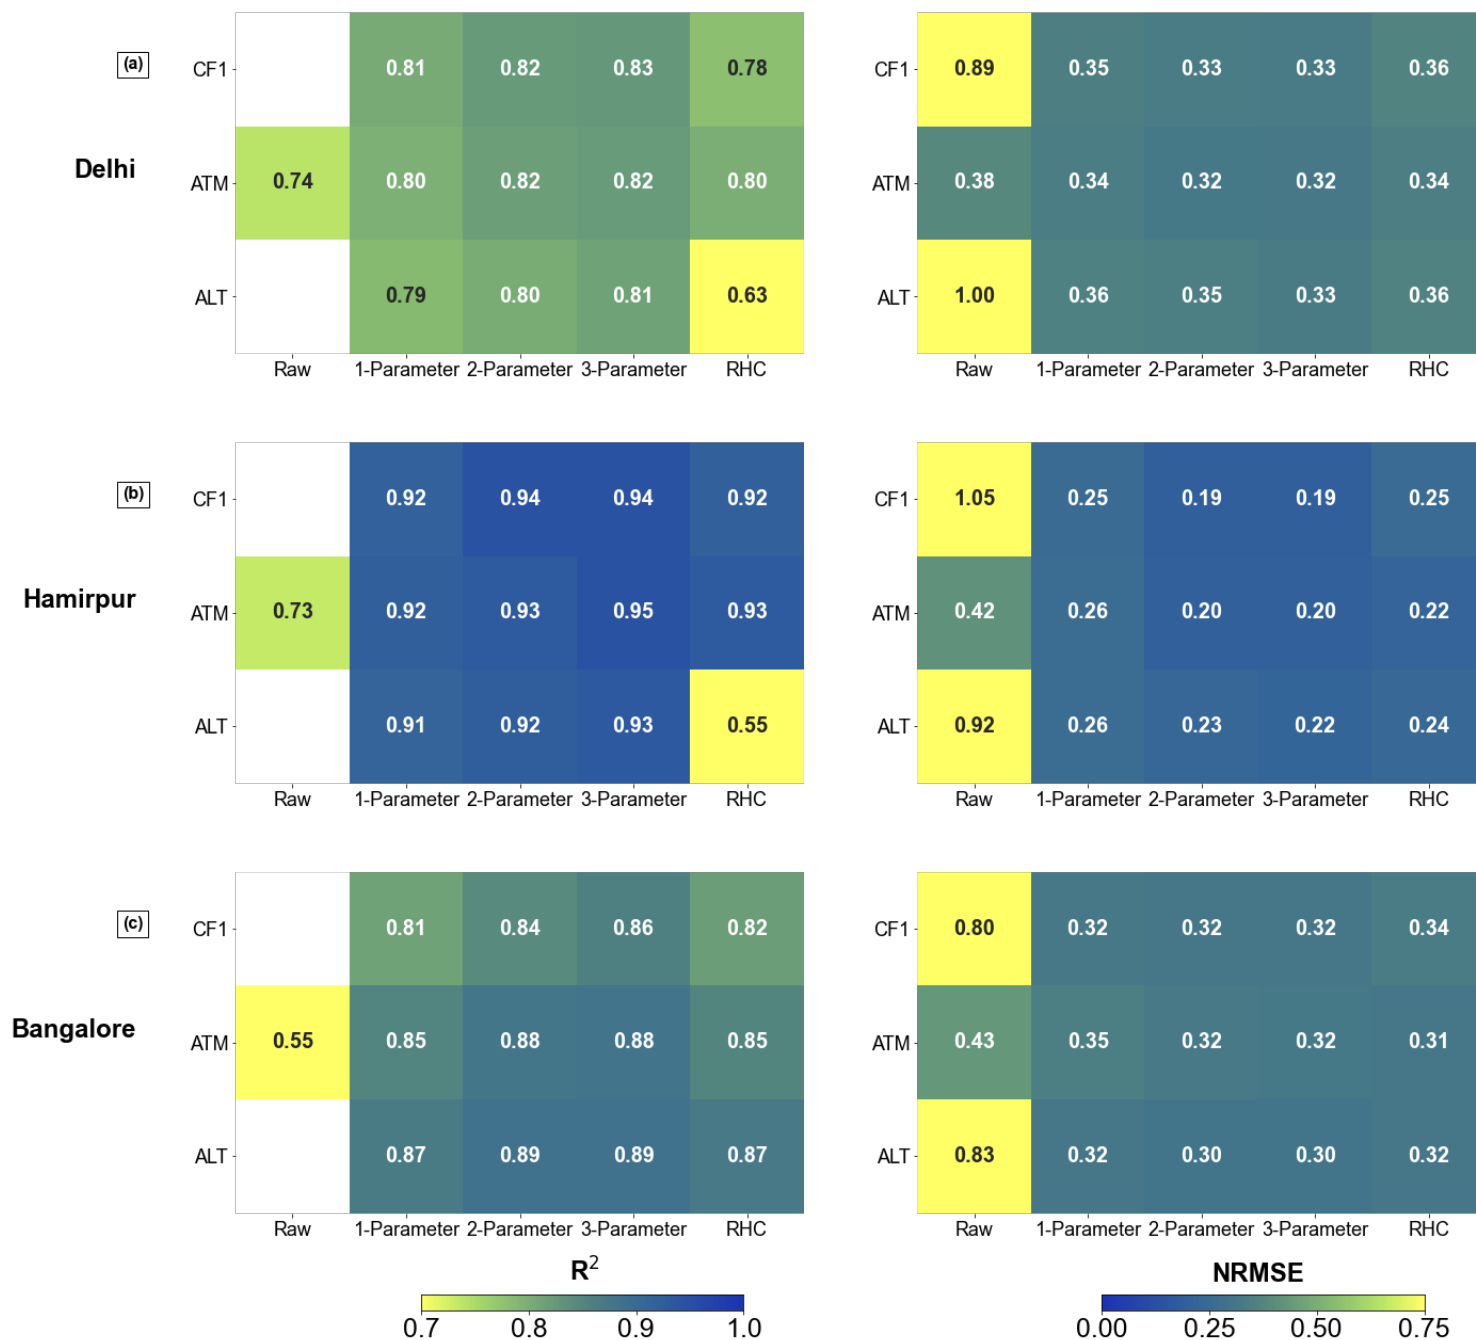 (a)
Delhi
CF1 0.81 0.82 0.83 0.78
ATM 0.74 0.80 0.82 0.82 0.80
ALT 0.79 0.80 0.81 0.63
Raw 1-Parameter 2-Parameter 3-Parameter RHC
CF1 0.89 0.35 0.33 0.33 0.36
ATM 0.38 0.34 0.32 0.32 0.34
ALT 1.00 0.36 0.35 0.33 0.36
Raw 1-Parameter 2-Parameter 3-Parameter RHC
(b)
Hamirpur
CF1 0.92 0.94 0.94 0.92
ATM 0.73 0.92 0.93 0.95 0.93
ALT 0.91 0.92 0.93 0.55
Raw 1-Parameter 2-Parameter 3-Parameter RHC
CF1 1.05 0.25 0.19 0.19 0.25
ATM 0.42 0.26 0.20 0.20 0.22
ALT 0.92 0.26 0.23 0.22 0.24
Raw 1-Parameter 2-Parameter 3-Parameter RHC
(c)
Bangalore
CF1 0.81 0.84 0.86 0.82
ATM 0.55 0.85 0.88 0.88 0.85
ALT 0.87 0.89 0.89 0.87
Raw 1-Parameter 2-Parameter 3-Parameter RHC
CF1 0.80 0.32 0.32 0.32 0.34
ATM 0.43 0.35 0.32 0.32 0.31
ALT 0.83 0.32 0.30 0.30 0.32
Raw 1-Parameter 2-Parameter 3-Parameter RHC
R²
0.7 0.8 0.9 1.0
NRMSE
0.00 0.25 0.50 0.75